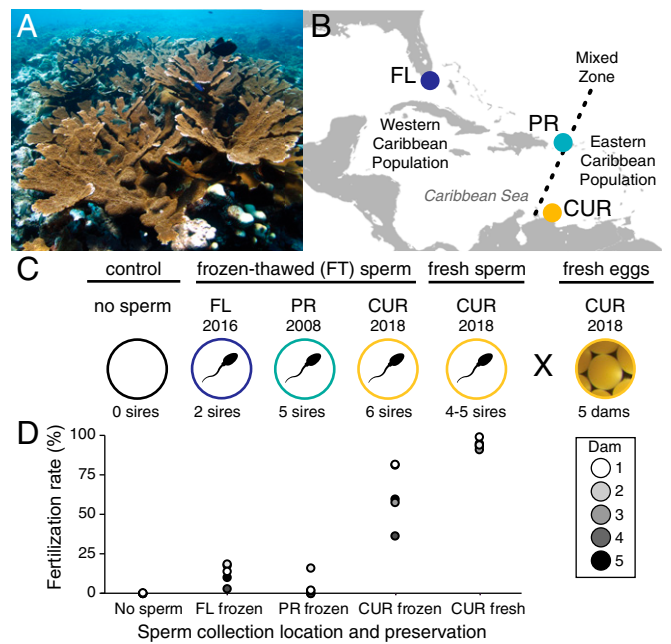 A
B
Mixed
Zone
FL
PR
Western
Caribbean
Population
Eastern
Caribbean
Population
Caribbean Sea
CUR
C
control
frozen-thawed (FT) sperm
fresh sperm
fresh eggs
no sperm
FL
2016
PR
2008
CUR
2018
CUR
2018
CUR
2018
X
0 sires
2 sires
5 sires
6 sires
4-5 sires
5 dams
D
Fertilization rate (%)
100
75
50
25
0
No sperm
FL frozen
PR frozen
CUR frozen
CUR fresh
Sperm collection location and preservation
Dam
1
2
3
4
5